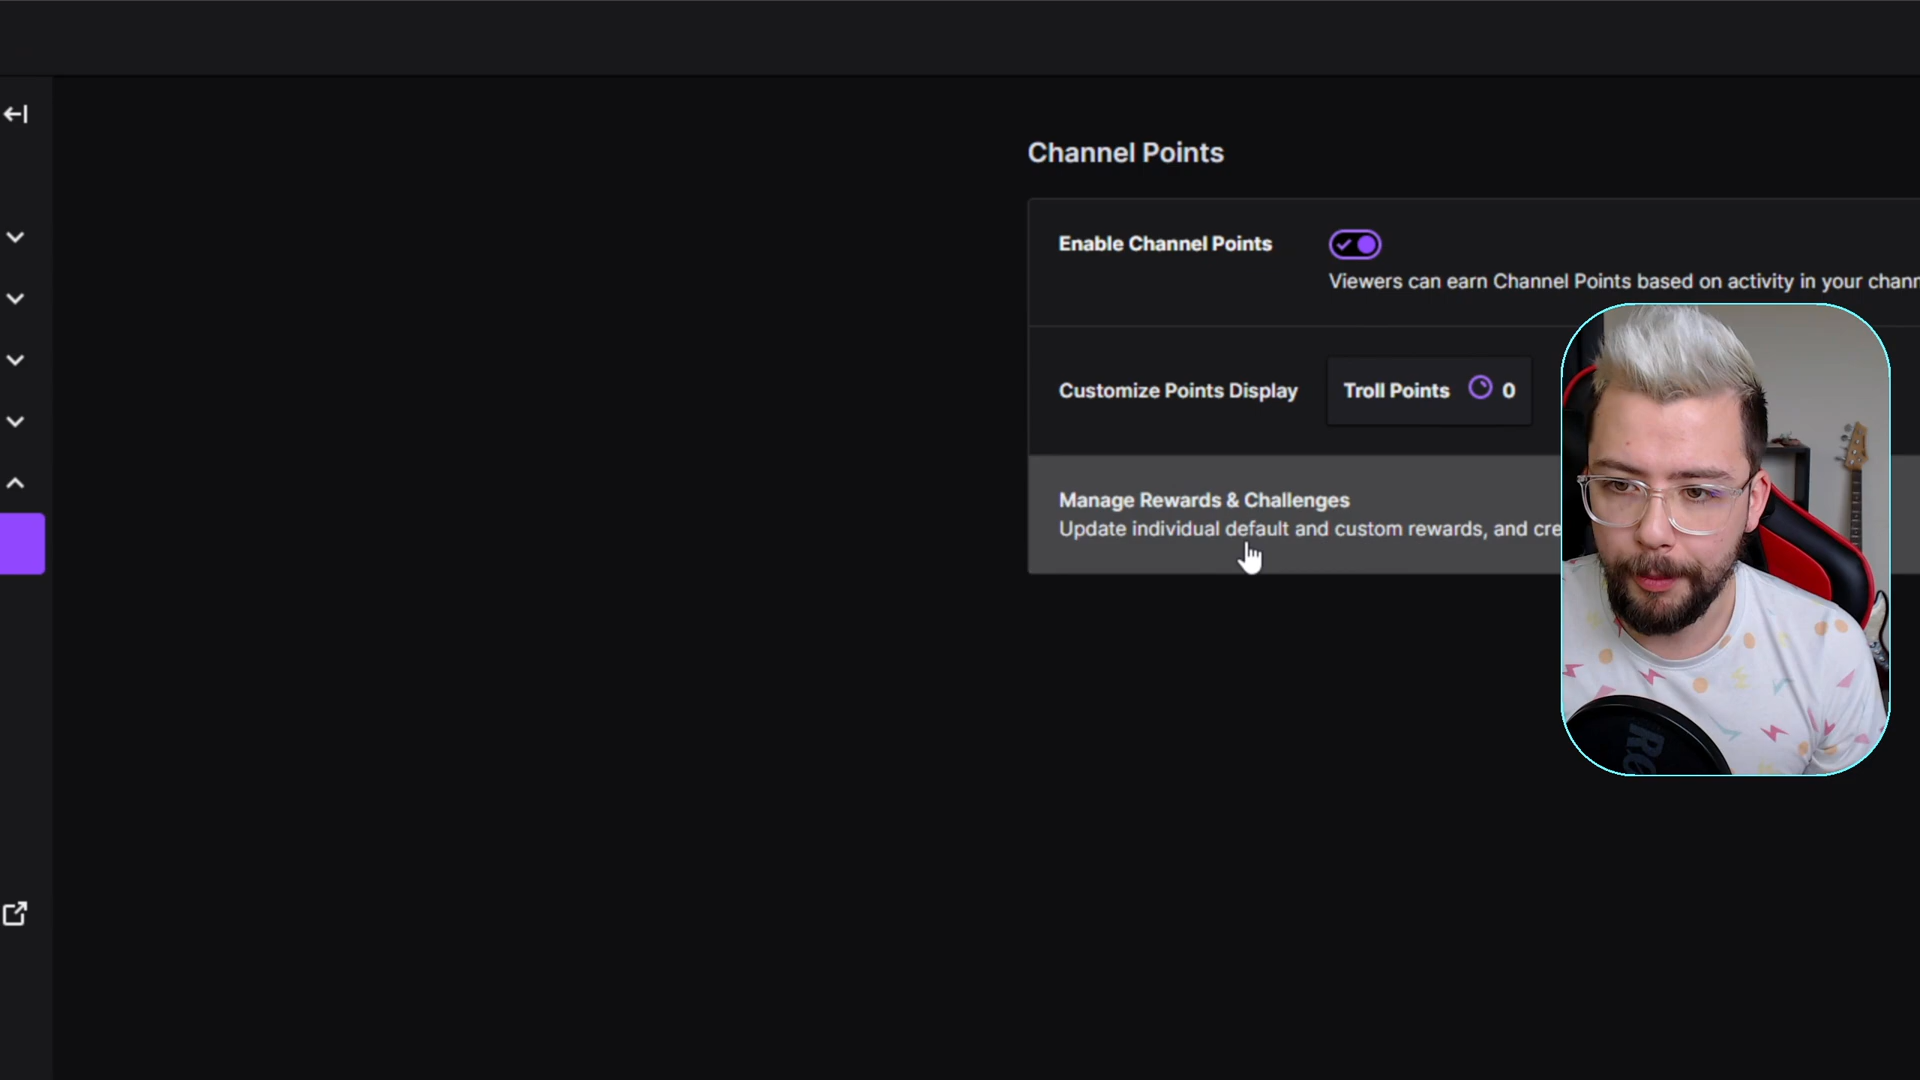 Channel Points
Enable Channel Points
Viewers can earn Channel Points based on activity in your chann
Customize Points Display
Troll Points 0
Manage Rewards & Challenges
Update individual default and custom rewards, and cre